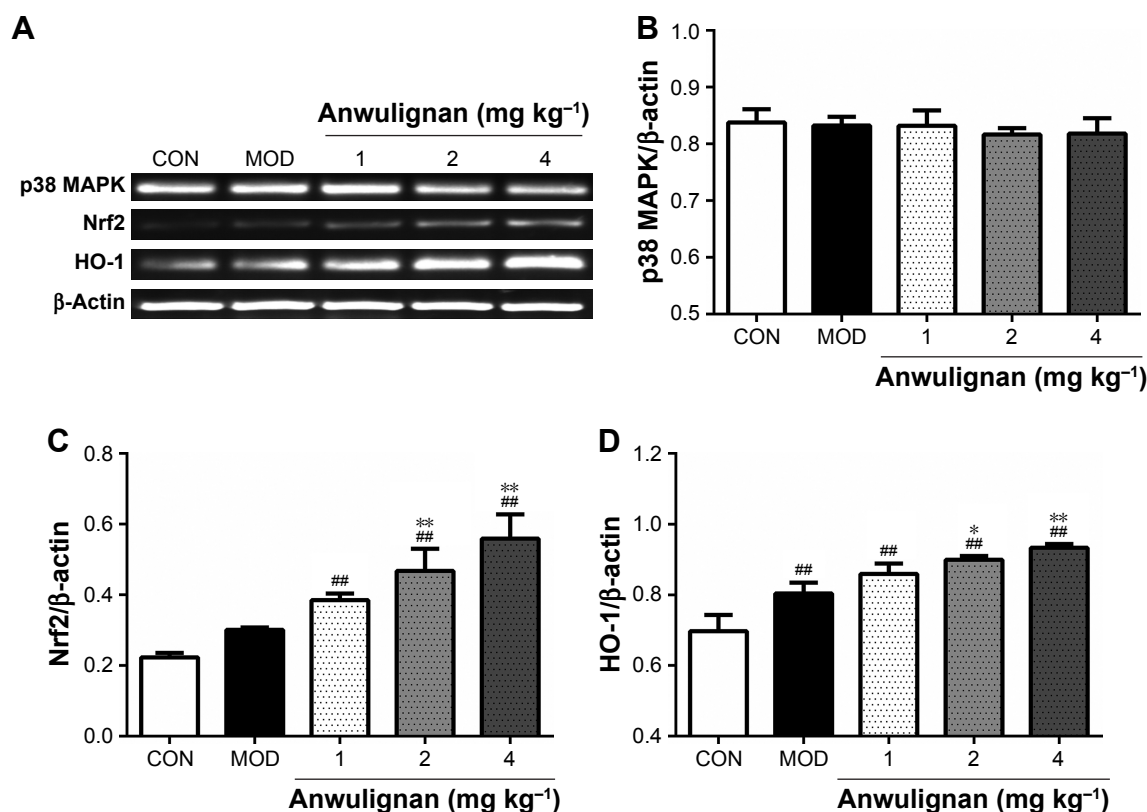 A
Anwulignan (mg kg⁻¹)
CON MOD 1 2 4
p38 MAPK
Nrf2
HO-1
β-Actin
B
p38 MAPK/β-actin
1.0
0.9
0.8
0.7
0.6
0.5
CON MOD 1 2 4
Anwulignan (mg kg⁻¹)
C
Nrf2/β-actin
0.8
0.6
0.4
0.2
0.0
##
**
##
**
##
CON MOD 1 2 4
Anwulignan (mg kg⁻¹)
D
HO-1/β-actin
1.2
1.0
0.8
0.6
0.4
##
##
*
##
**
##
CON MOD 1 2 4
Anwulignan (mg kg⁻¹)